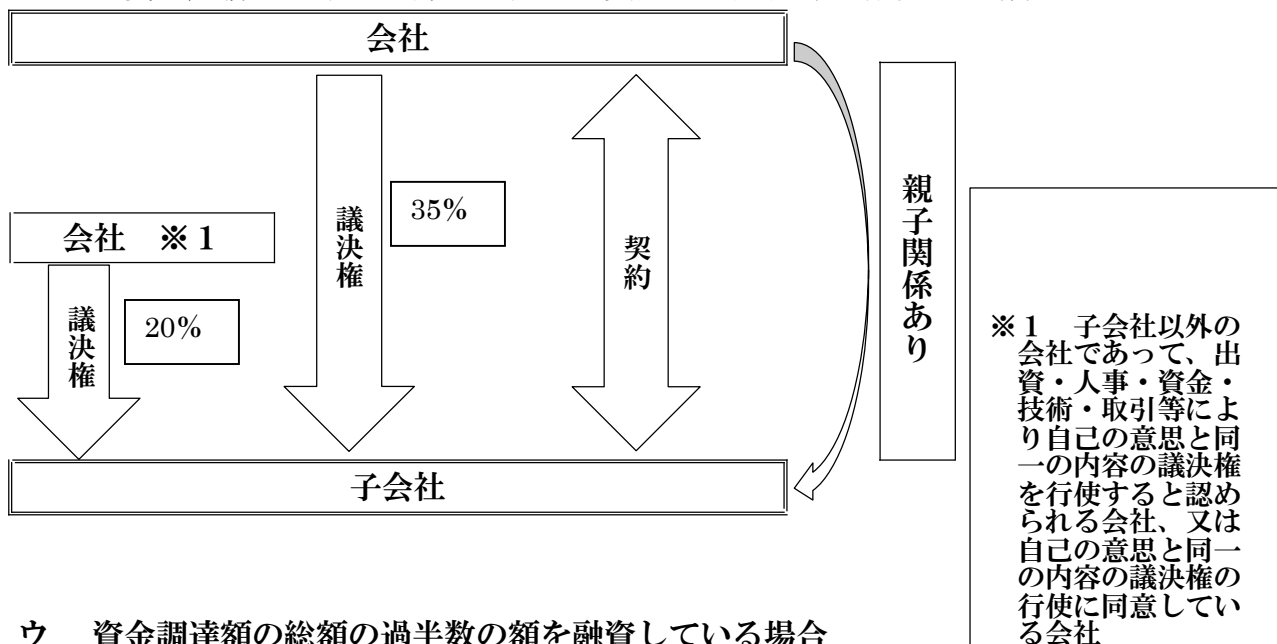 会社
親子関係あり
35%
議決権
契約
会社　※１
20%
議決権
子会社
※１　子会社以外の
会社であって、出
資・人事・資金・
技術・取引等によ
り自己の意思と同
一の内容の議決権
を行使すると認め
られる会社、又は
自己の意思と同一
の内容の議決権の
行使に同意してい
る会社
ウ　資金調達額の総額の過半数の額を融資している場合